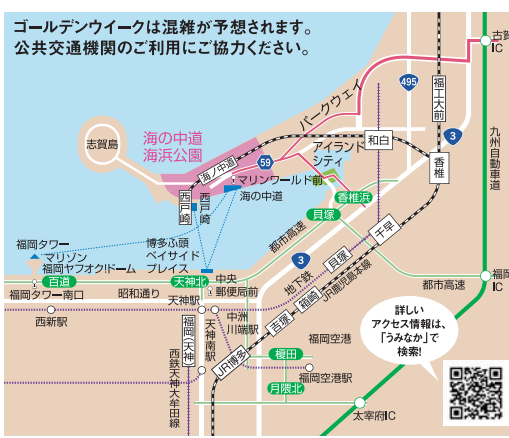 ゴールデンウイークは混雑が予想されます。
公共交通機関のご利用にご協力ください。
古賀
IC
パークウェイ
495
福工大前
3
九州自動車道
志賀島
海の中道
海浜公園
海ノ中道
59
アイランド
シティ
和白
香椎
マリンワールド前
海の中道
西戸崎
西戸崎
香椎浜
貝塚
都市高速
千早
福岡タワー
マリゾン
福岡ヤフオク!ドーム
博多ふ頭
ベイサイド
プレイス
3
地下鉄
貝塚
箱崎
JR鹿児島本線
百道
天神北
中央
郵便局前
福岡タワー南口
昭和通り
天神駅
都市高速
福岡
IC
西新駅
福岡(天神)
天神南駅
中洲
川端駅
吉塚
JR博多
榎田
福岡空港
福岡空港駅
月隈北
西鉄天神大牟田線
太宰府IC
詳しい
アクセス情報は、
「うみなか」で
検索!